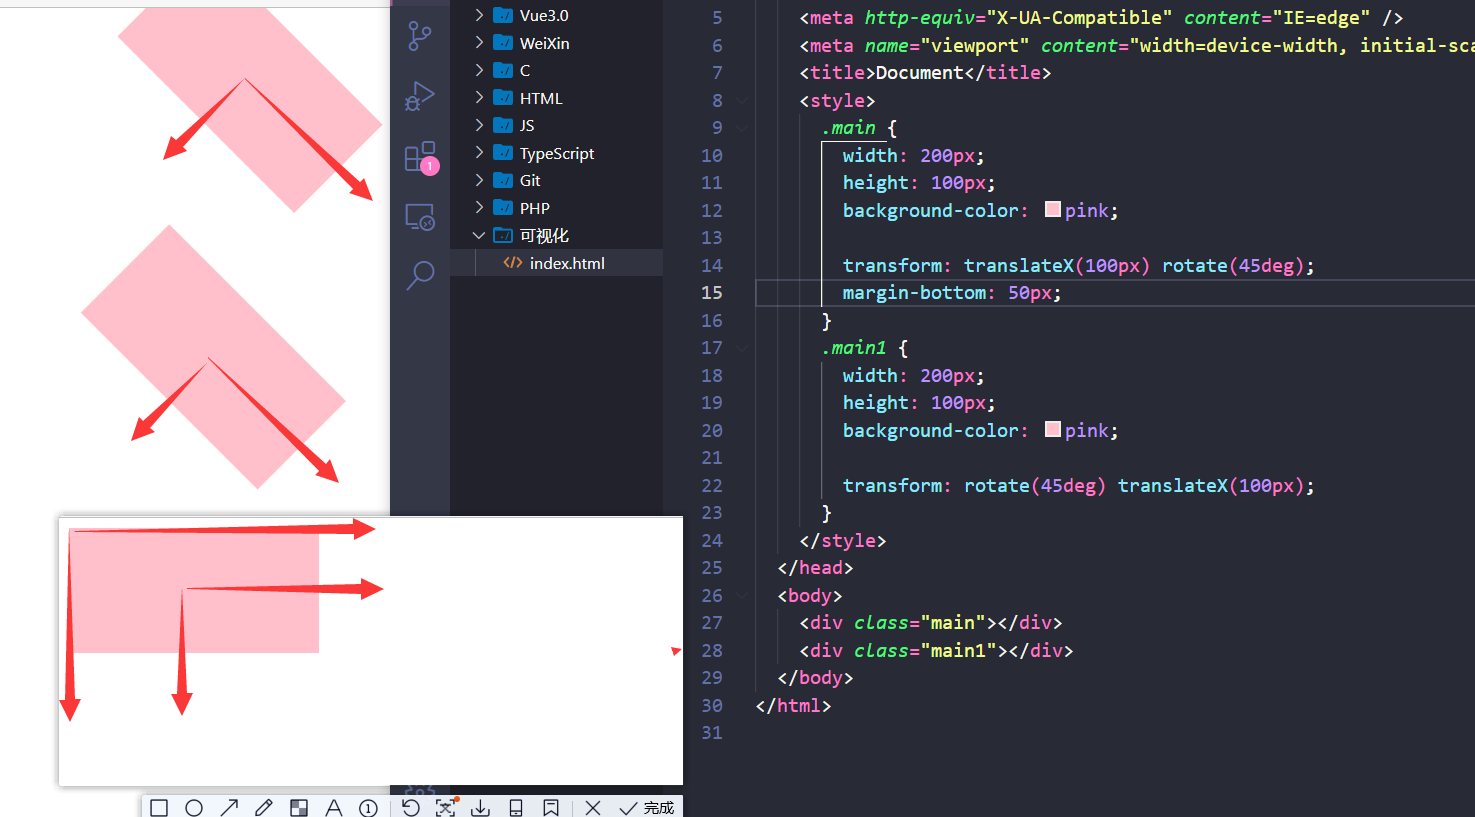 Vue3.0
WeiXin
C
HTML
JS
TypeScript
Git
PHP
可视化
index.html
1
5 <meta http-equiv="X-UA-Compatible" content="IE=edge" />
6 <meta name="viewport" content="width=device-width, initial-sca
7 <title>Document</title>
8 <style>
9 .main {
10 width: 200px;
11 height: 100px;
12 background-color: pink;
13
14 transform: translateX(100px) rotate(45deg);
15 margin-bottom: 50px;
16 }
17 .main1 {
18 width: 200px;
19 height: 100px;
20 background-color: pink;
21
22 transform: rotate(45deg) translateX(100px);
23 }
24 </style>
25 </head>
26 <body>
27 <div class="main"></div>
28 <div class="main1"></div>
29 </body>
30 </html>
31
A 1 文 完成